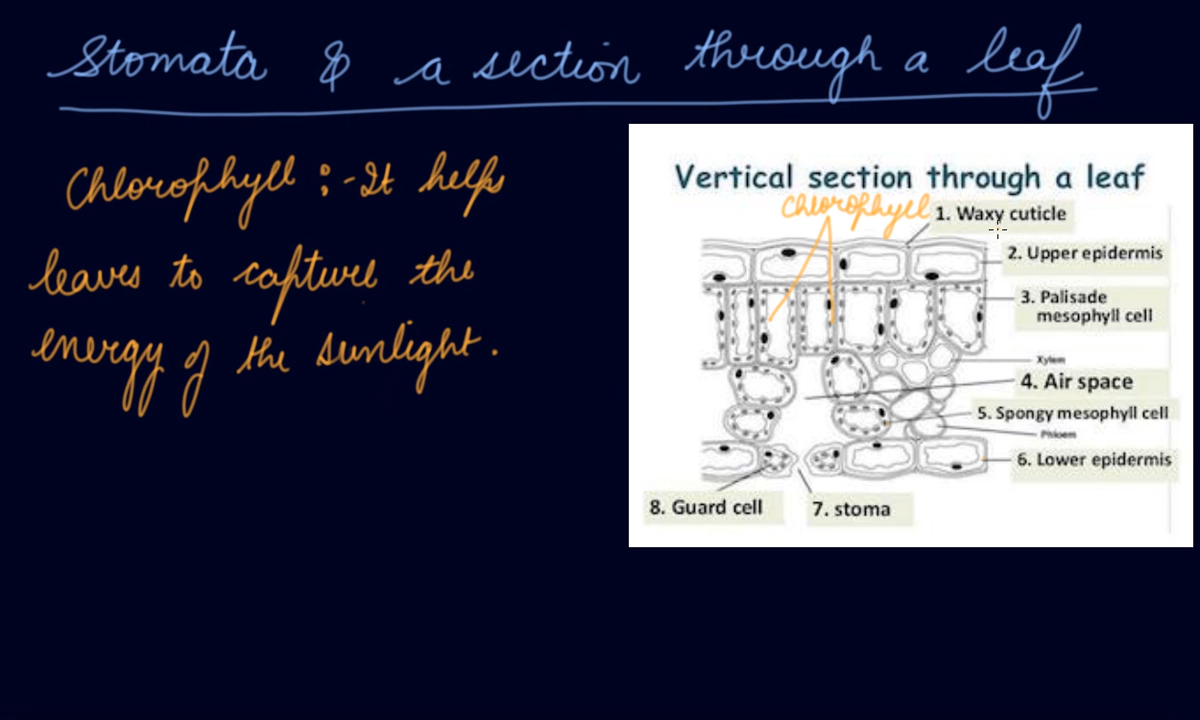 Stomata & a section through a leaf
Chlorophyll :- It helps
leaves to capture the
energy of the sunlight.
Vertical section through a leaf
chlorophyll
1. Waxy cuticle
2. Upper epidermis
3. Palisade
mesophyll cell
Xylem
4. Air space
5. Spongy mesophyll cell
Phloem
6. Lower epidermis
8. Guard cell
7. stoma